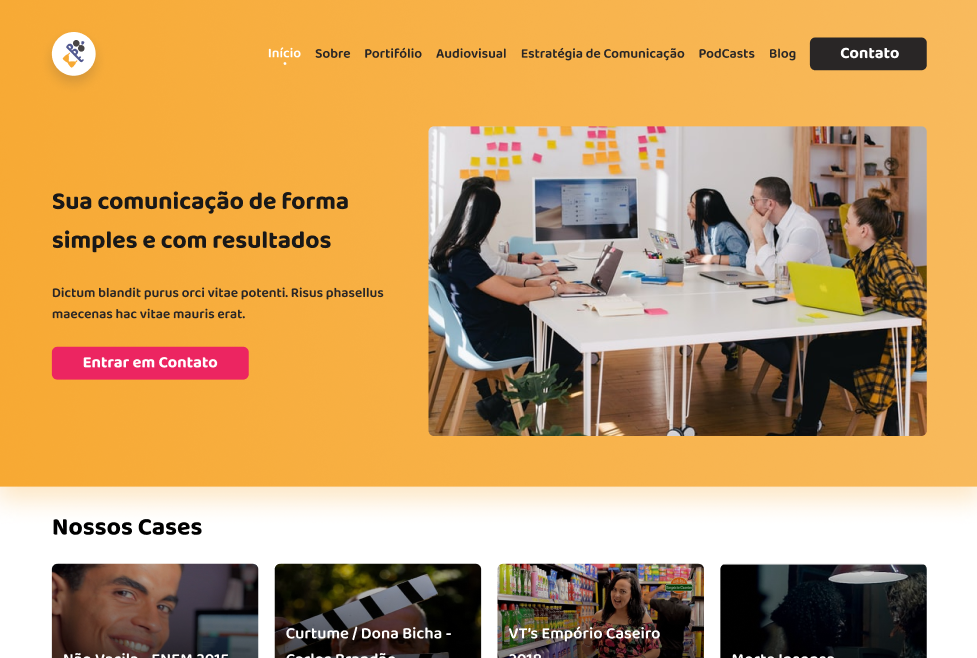 Início Sobre Portifólio Audiovisual Estratégia de Comunicação PodCasts Blog Contato
Sua comunicação de forma
simples e com resultados
Dictum blandit purus orci vitae potenti. Risus phasellus
maecenas hac vitae mauris erat.
Entrar em Contato
Nossos Cases
Não Vacile - ENEM 2015
Curtume / Dona Bicha -
Carlos Brandão
VT's Empório Caseiro
2018